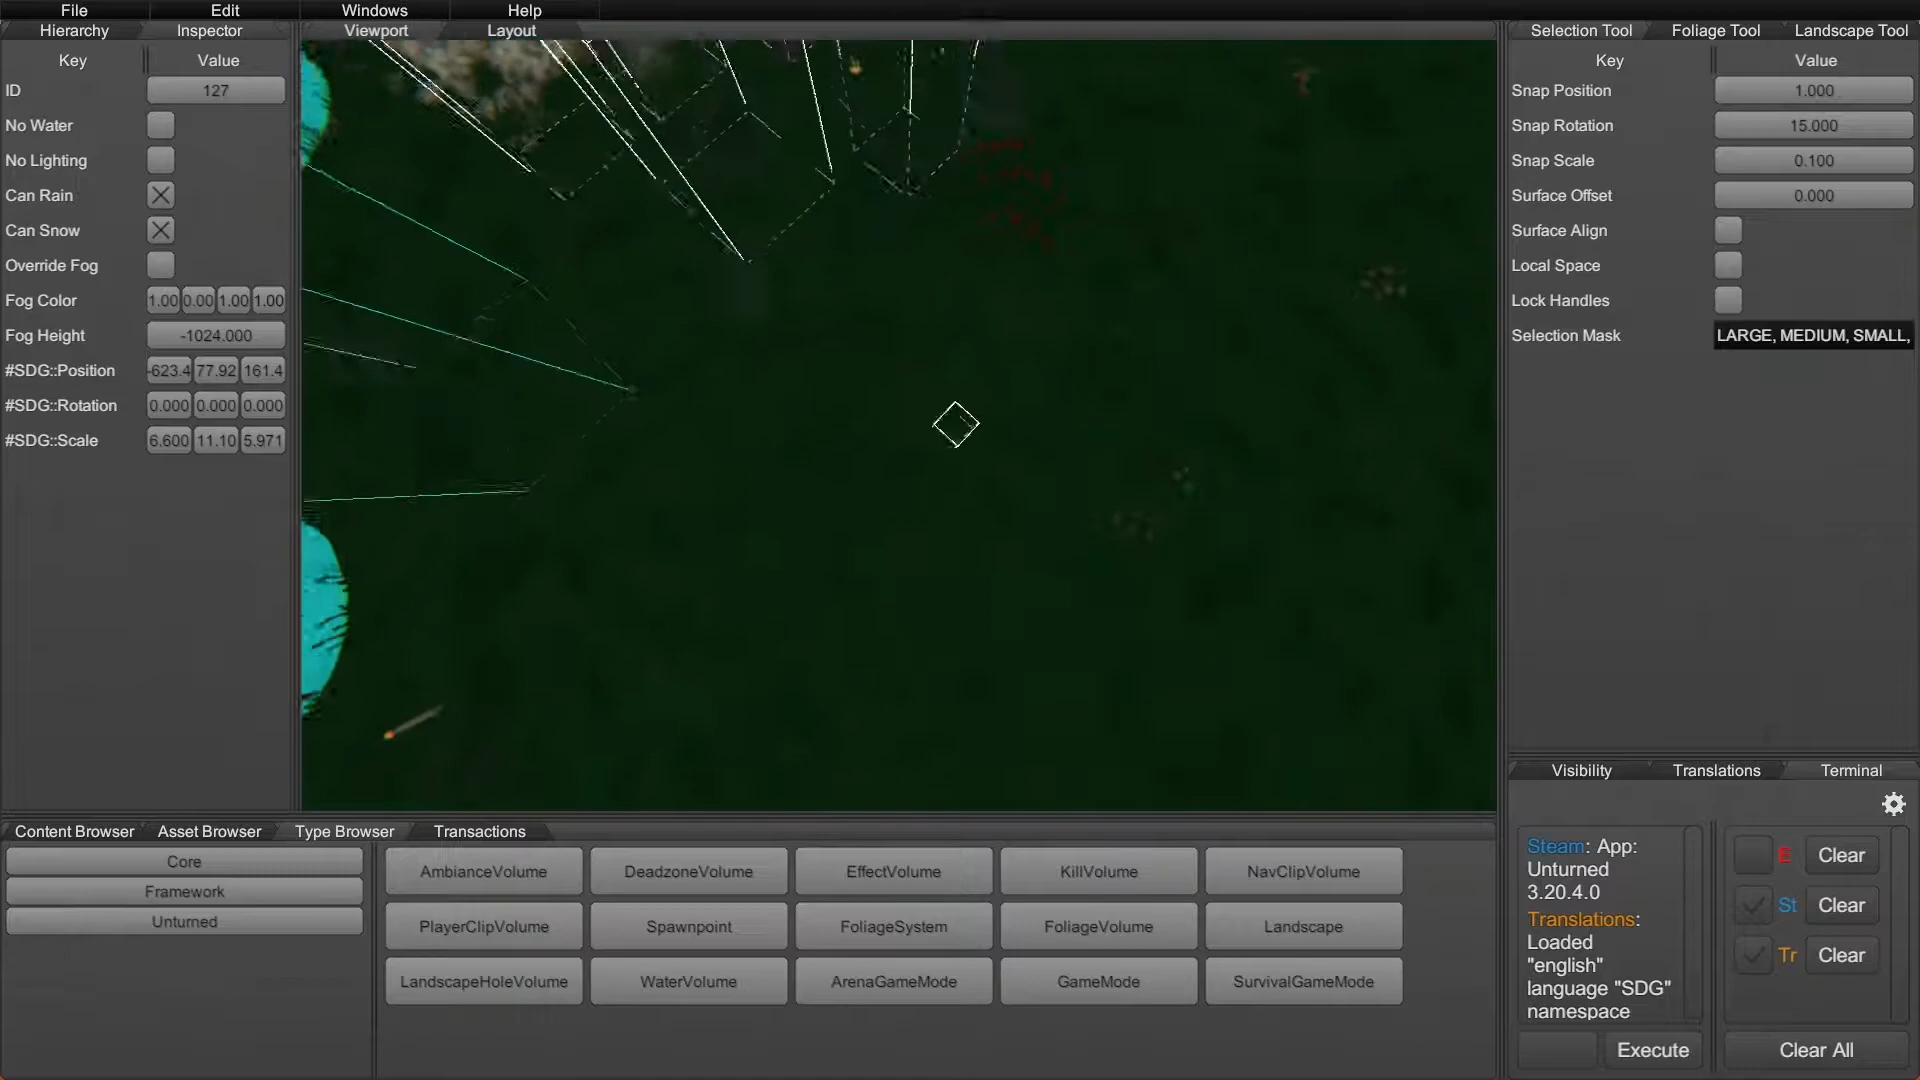 File Edit Windows Help
Hierarchy Inspector Viewport Layout Selection Tool Foliage Tool Landscape Tool
Key Value
ID 127
No Water
No Lighting
Can Rain
Can Snow
Override Fog
Fog Color 1.00 0.00 1.00 1.00
Fog Height -1024.000
#SDG::Position -623.4 77.92 161.4
#SDG::Rotation 0.000 0.000 0.000
#SDG::Scale 6.600 11.10 5.971
Key Value
Snap Position 1.000
Snap Rotation 15.000
Snap Scale 0.100
Surface Offset 0.000
Surface Align
Local Space
Lock Handles
Selection Mask LARGE, MEDIUM, SMALL,
Content Browser Asset Browser Type Browser Transactions
Core
Framework
Unturned
AmbianceVolume DeadzoneVolume EffectVolume KillVolume NavClipVolume
PlayerClipVolume Spawnpoint FoliageSystem FoliageVolume Landscape
LandscapeHoleVolume WaterVolume ArenaGameMode GameMode SurvivalGameMode
Visibility Translations Terminal
Steam: App:
Unturned
3.20.4.0
Translations:
Loaded
"english"
language "SDG"
namespace
E Clear
St Clear
Tr Clear
Execute Clear All